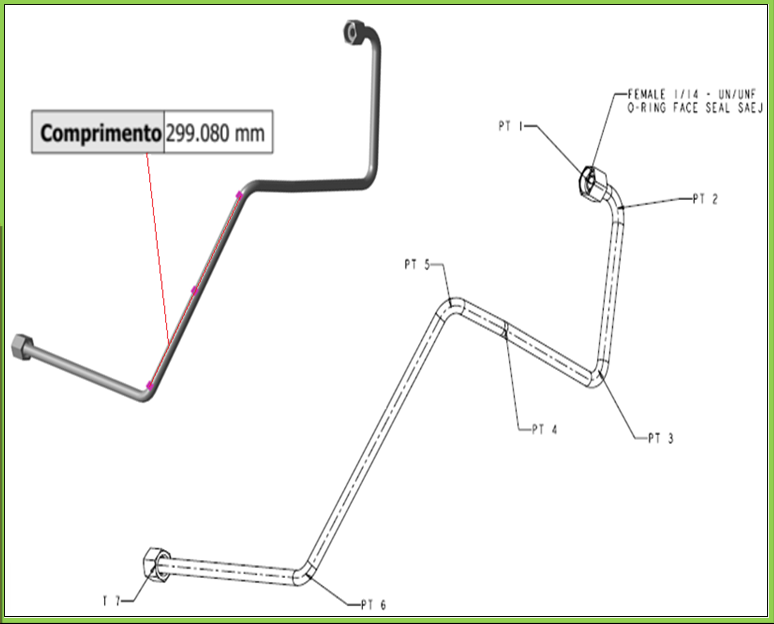 Comprimento 299.080 mm
FEMALE 1/14 - UN/UNF
O-RING FACE SEAL SAEJ
PT 1
PT 2
PT 5
PT 4
PT 3
T 7
PT 6